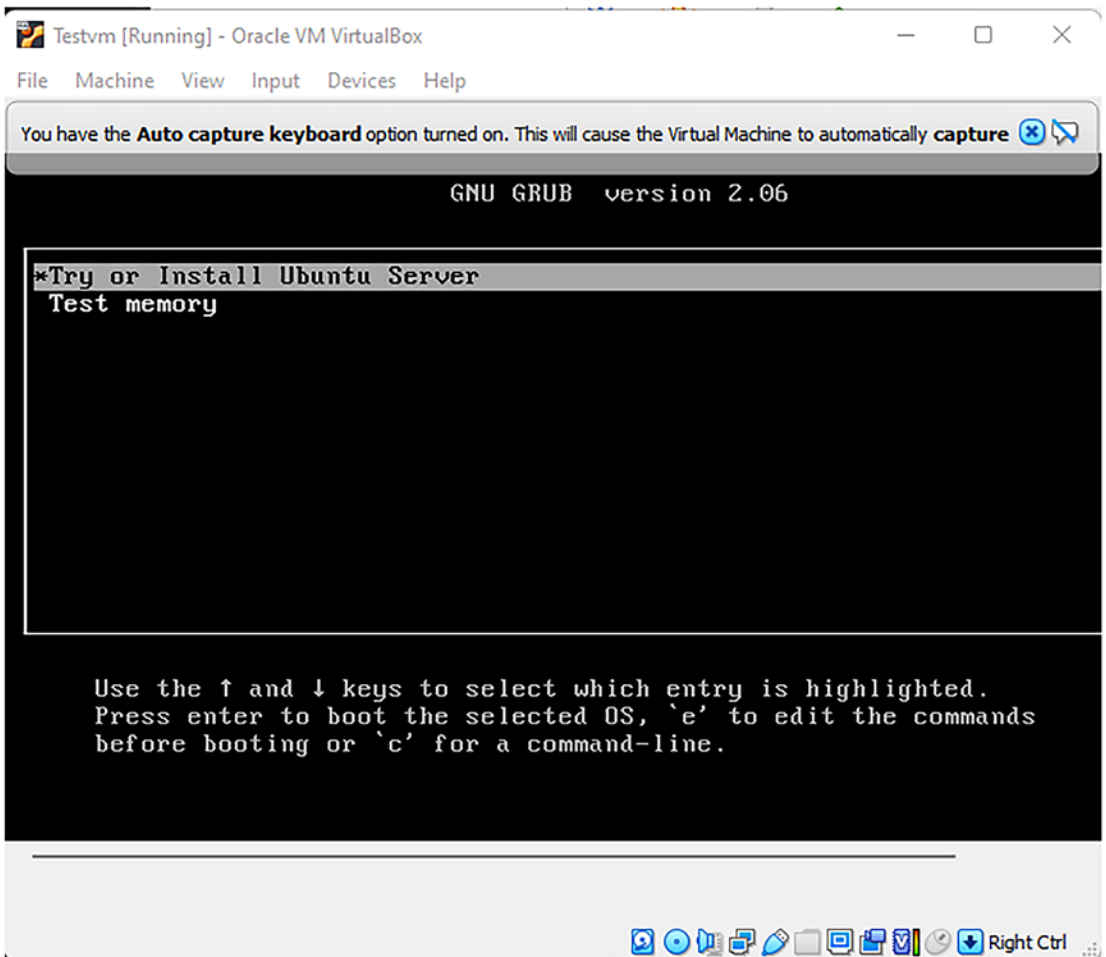 Testvm [Running] - Oracle VM VirtualBox
File Machine View Input Devices Help
You have the Auto capture keyboard option turned on. This will cause the Virtual Machine to automatically capture
GNU GRUB version 2.06
*Try or Install Ubuntu Server
Test memory
Use the ↑ and ↓ keys to select which entry is highlighted.
Press enter to boot the selected OS, `e' to edit the commands
before booting or `c' for a command-line.
Right Ctrl